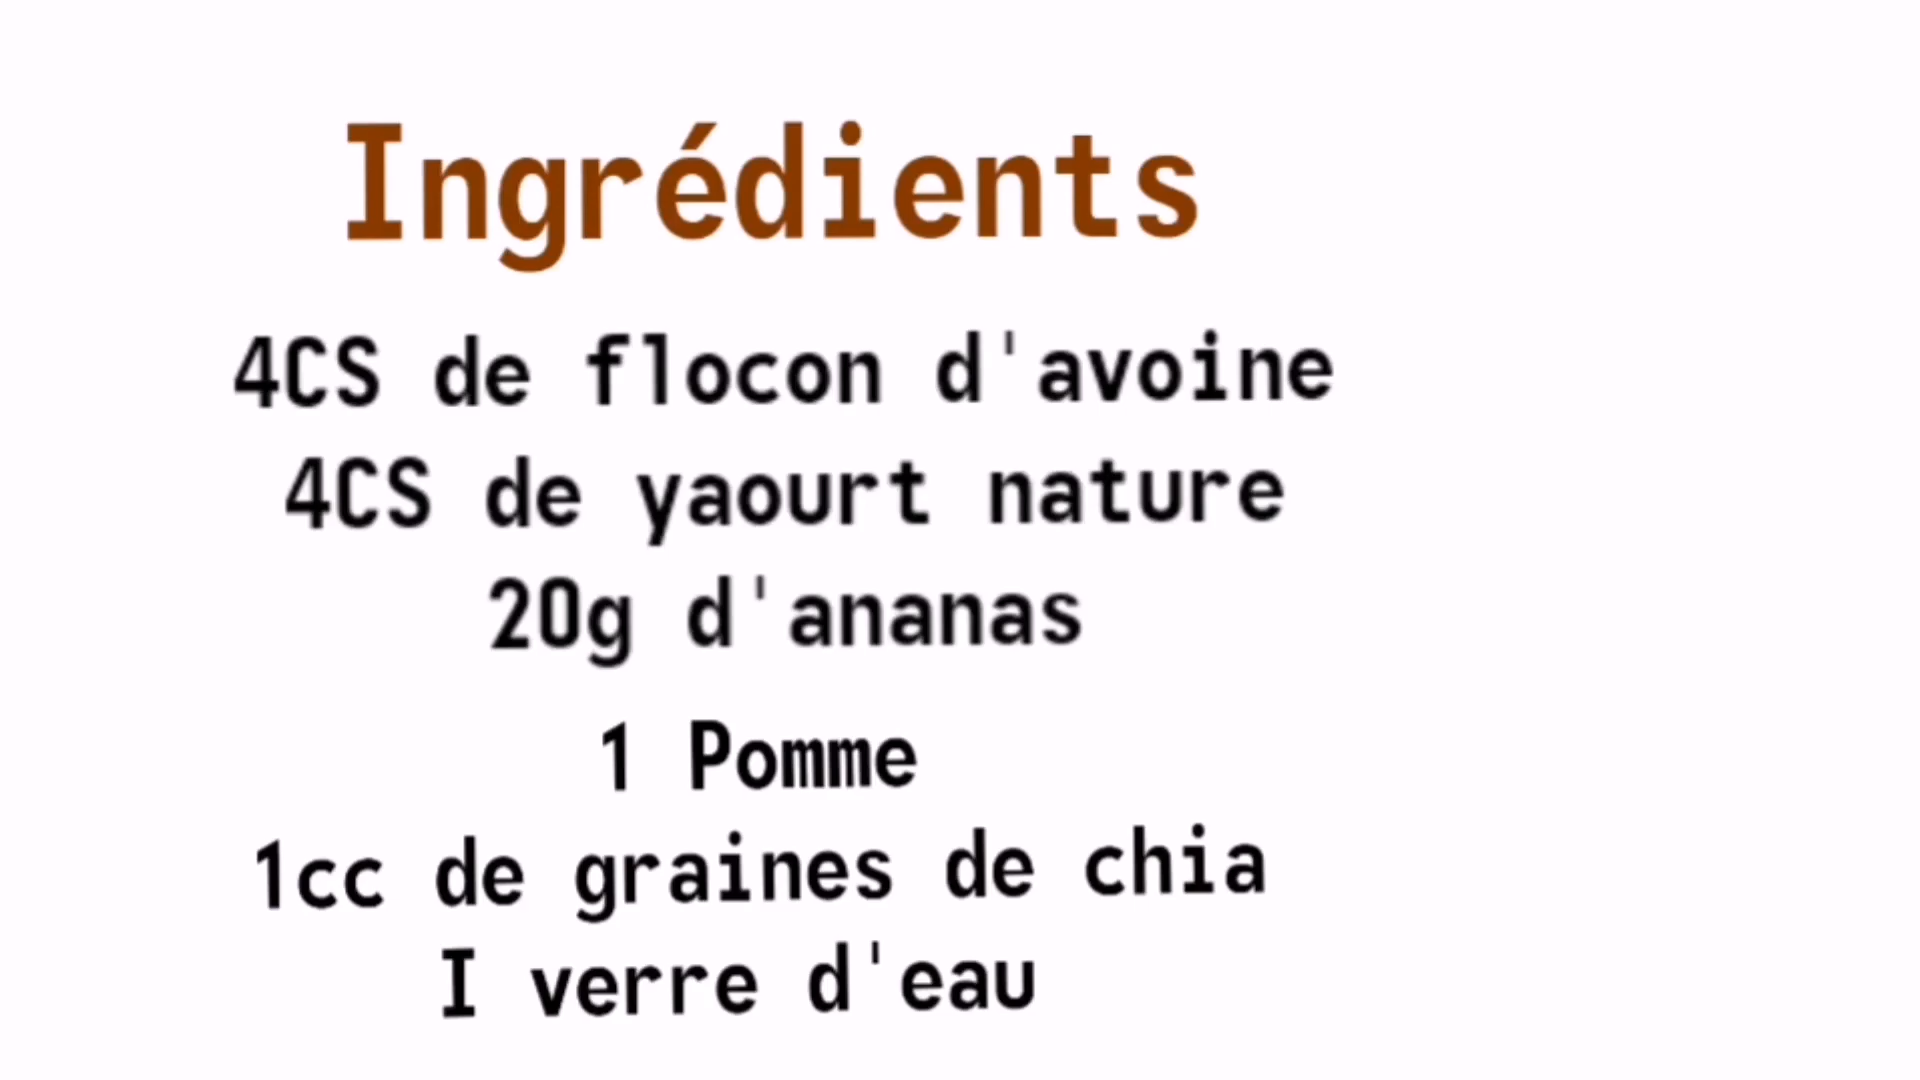 Ingrédients
4CS de flocon d'avoine
4CS de yaourt nature
20g d'ananas
1 Pomme
1cc de graines de chia
I verre d'eau